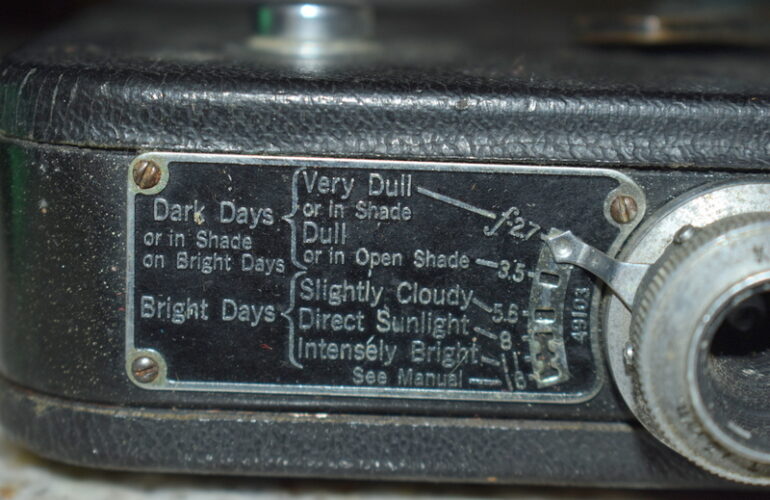 Very Dull
or in Shade
Dark Days
or in Shade
on Bright Days
Dull
or in Open Shade
Bright Days
Slightly Cloudy
Direct Sunlight
Intensely Bright
See Manual
f2.7
3.5
5.6
8
11
16
49103